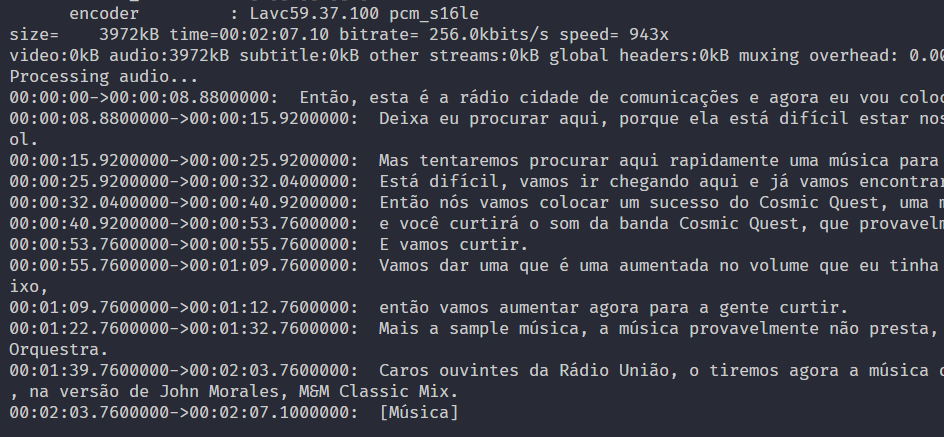 encoder : Lavc59.37.100 pcm_s16le
size= 3972kB time=00:02:07.10 bitrate= 256.0kbits/s speed= 943x
video:0kB audio:3972kB subtitle:0kB other streams:0kB global headers:0kB muxing overhead: 0.00
Processing audio...
00:00:00->00:00:08.8800000: Então, esta é a rádio cidade de comunicações e agora eu vou
00:00:08.8800000->00:00:15.9200000: Deixa eu procurar aqui, porque ela está difícil estar
ol.
00:00:15.9200000->00:00:25.9200000: Mas tentaremos procurar aqui rapidamente uma música para
00:00:25.9200000->00:00:32.0400000: Está difícil, vamos ir chegando aqui e já vamos
00:00:32.0400000->00:00:40.9200000: Então nós vamos colocar um sucesso do Cosmic Quest, uma
00:00:40.9200000->00:00:53.7600000: e você curtirá o som da banda Cosmic Quest, que
00:00:53.7600000->00:00:55.7600000: E vamos curtir.
00:00:55.7600000->00:01:09.7600000: Vamos dar uma que é uma aumentada no volume que eu tinha
ixo,
00:01:09.7600000->00:01:12.7600000: então vamos aumentar agora para a gente curtir.
00:01:22.7600000->00:01:32.7600000: Mais a sample música, a música provavelmente não presta,
Orquestra.
00:01:39.7600000->00:02:03.7600000: Caros ouvintes da Rádio União, o tiremos agora a música
, na versão de John Morales, M&M Classic Mix.
00:02:03.7600000->00:02:07.1000000: [Música]